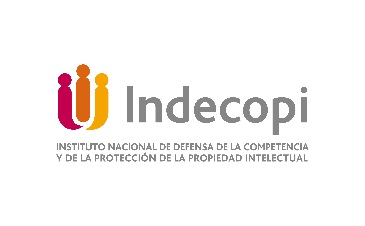 Indecopi
INSTITUTO NACIONAL DE DEFENSA DE LA COMPETENCIA
Y DE LA PROTECCIÓN DE LA PROPIEDAD INTELECTUAL